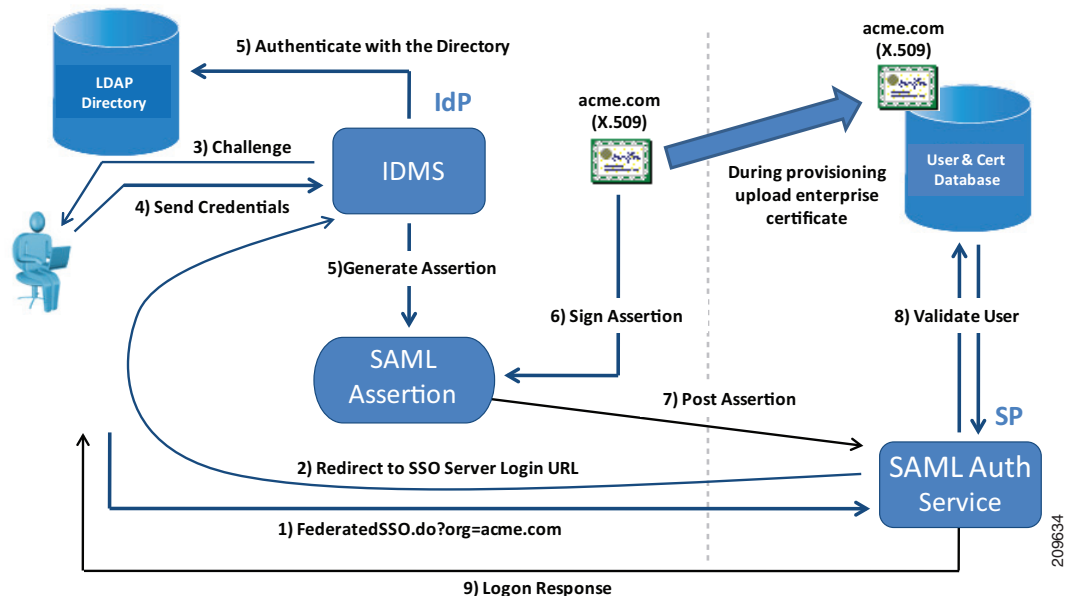 5) Authenticate with the Directory
LDAP
Directory
IdP
IDMS
3) Challenge
4) Send Credentials
5)Generate Assertion
SAML
Assertion
acme.com
(X.509)
6) Sign Assertion
acme.com
(X.509)
During provisioning
upload enterprise
certificate
User & Cert
Database
8) Validate User
7) Post Assertion
SP
SAML Auth
Service
2) Redirect to SSO Server Login URL
1) FederatedSSO.do?org=acme.com
9) Logon Response
209634